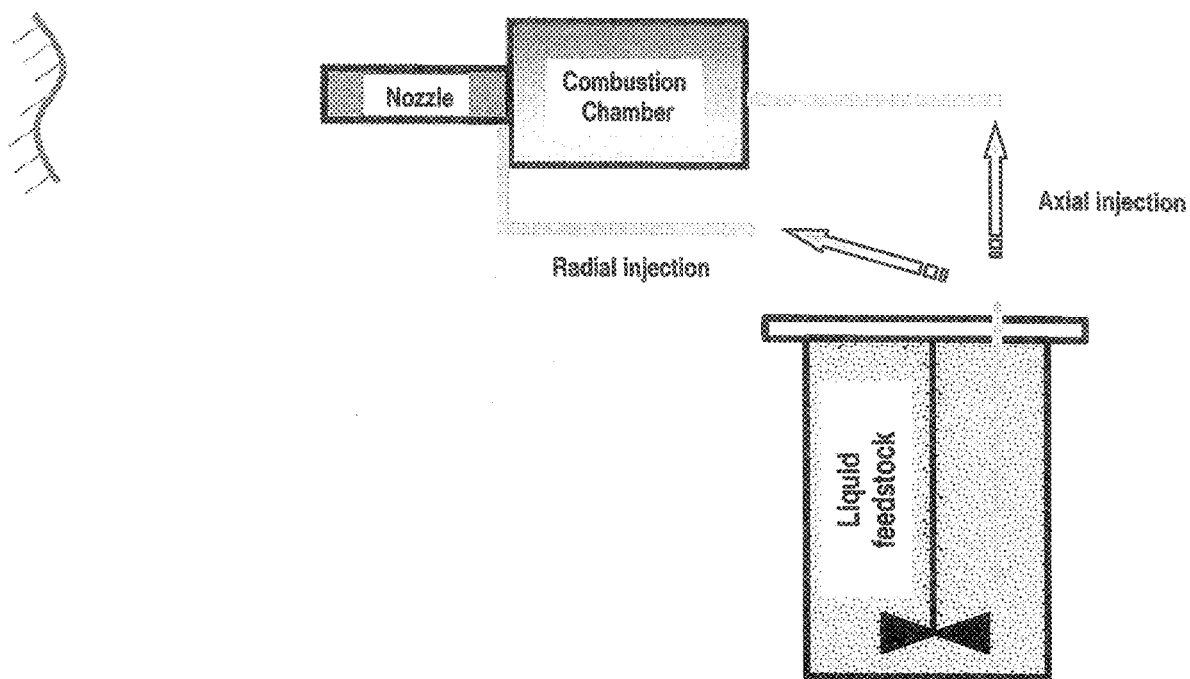 Nozzle
Combustion
Chamber
Axial injection
Radial injection
Liquid
feedstock